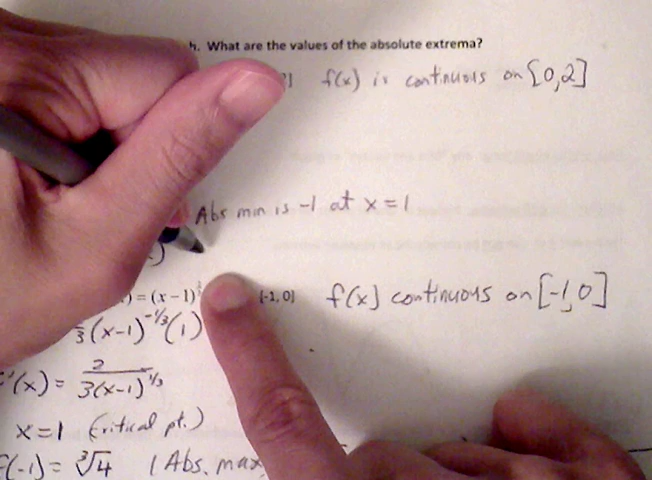 h. What are the values of the absolute extrema?
] f(x) is continuous on [0,2]
Abs min is -1 at x = 1
)
) = (x − 1) [-1, 0] f(x) continuous on [-1,0]
3 (x-1)^-1/3 (1)
'(x) = 2 / 3(x-1)^1/3
x = 1 Critical pt.)
(-1) = ∛4 (Abs. max